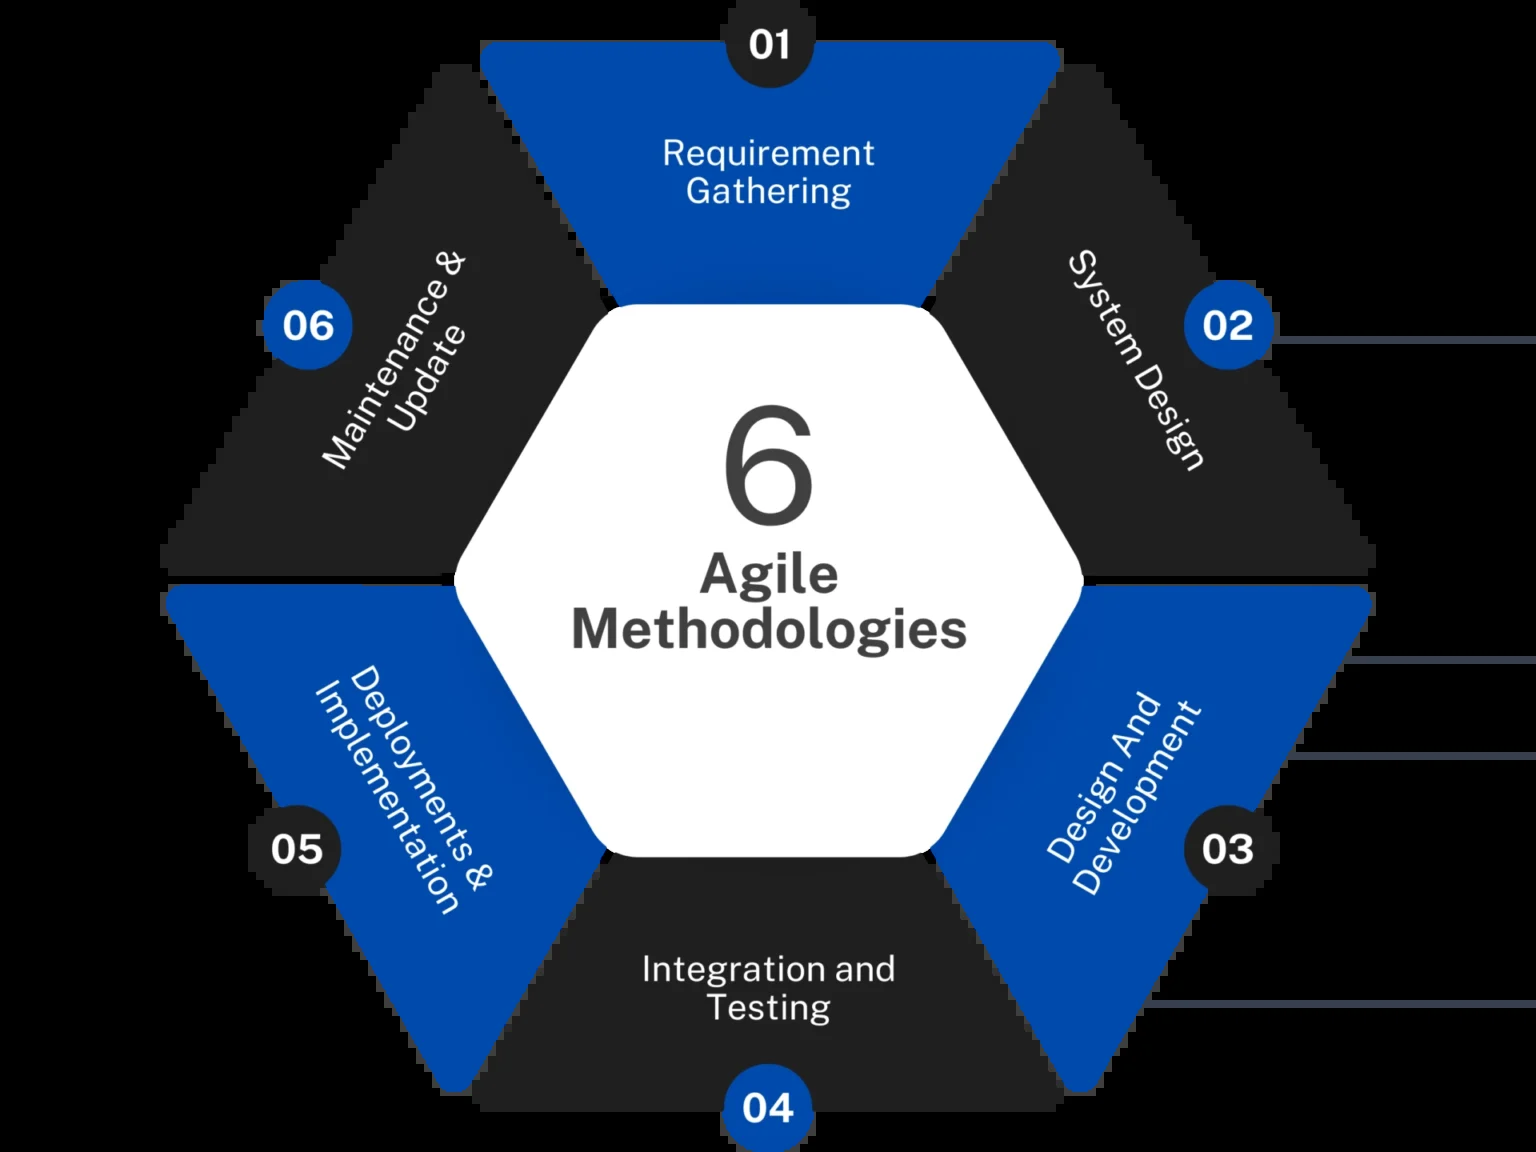 01
Requirement
Gathering
02
System Design
03
Design And
Development
04
Integration and
Testing
05
Deployments &
Implementation
06
Maintenance &
Update
6
Agile
Methodologies